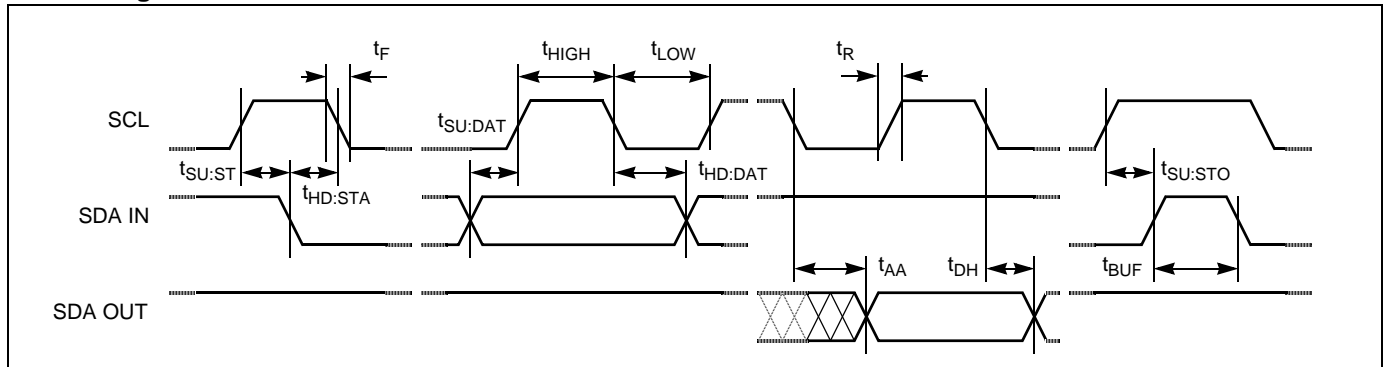 tF
tHIGH
tLOW
tR
SCL
tSU:DAT
tSU:ST
tHD:STA
tHD:DAT
tSU:STO
SDA IN
tAA
tDH
tBUF
SDA OUT